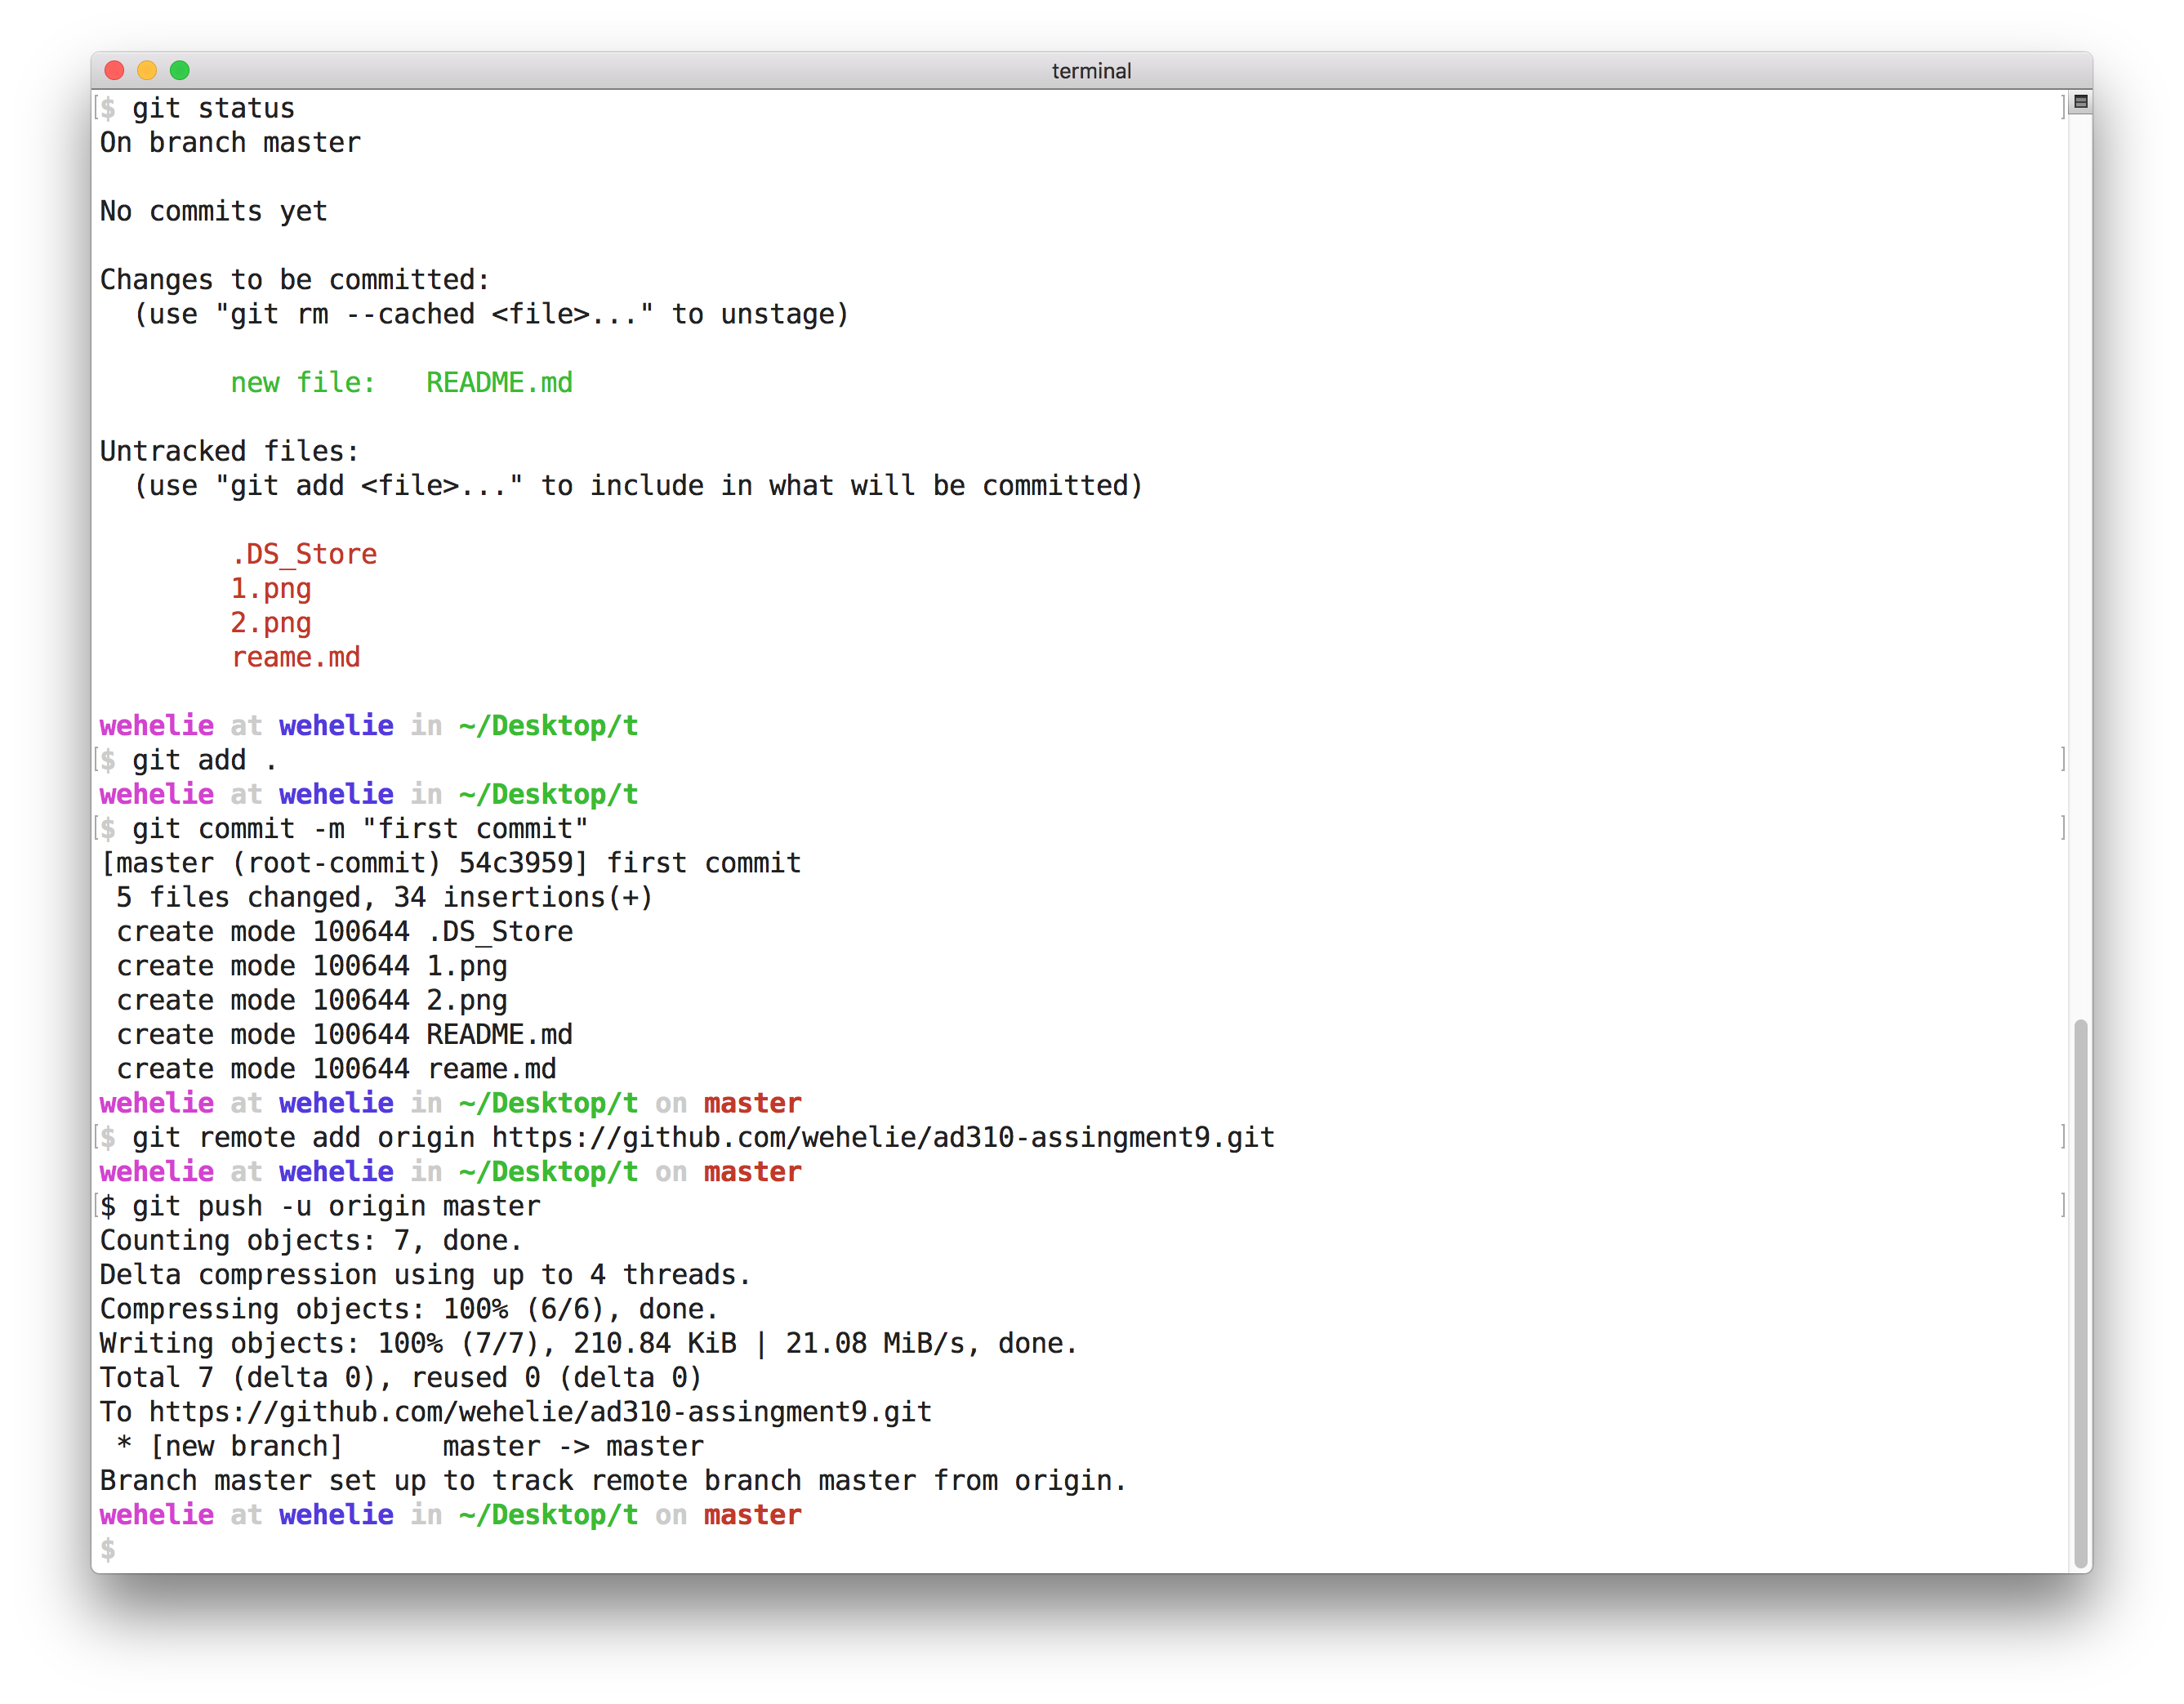 terminal
$ git status
On branch master
No commits yet
Changes to be committed:
  (use "git rm --cached <file>..." to unstage)
        new file:   README.md
Untracked files:
  (use "git add <file>..." to include in what will be committed)
        .DS_Store
        1.png
        2.png
        reame.md
wehelie at wehelie in ~/Desktop/t
$ git add .
wehelie at wehelie in ~/Desktop/t
$ git commit -m "first commit"
[master (root-commit) 54c3959] first commit
 5 files changed, 34 insertions(+)
 create mode 100644 .DS_Store
 create mode 100644 1.png
 create mode 100644 2.png
 create mode 100644 README.md
 create mode 100644 reame.md
wehelie at wehelie in ~/Desktop/t on master
$ git remote add origin https://github.com/wehelie/ad310-assingment9.git
wehelie at wehelie in ~/Desktop/t on master
$ git push -u origin master
Counting objects: 7, done.
Delta compression using up to 4 threads.
Compressing objects: 100% (6/6), done.
Writing objects: 100% (7/7), 210.84 KiB | 21.08 MiB/s, done.
Total 7 (delta 0), reused 0 (delta 0)
To https://github.com/wehelie/ad310-assingment9.git
 * [new branch]      master -> master
Branch master set up to track remote branch master from origin.
wehelie at wehelie in ~/Desktop/t on master
$